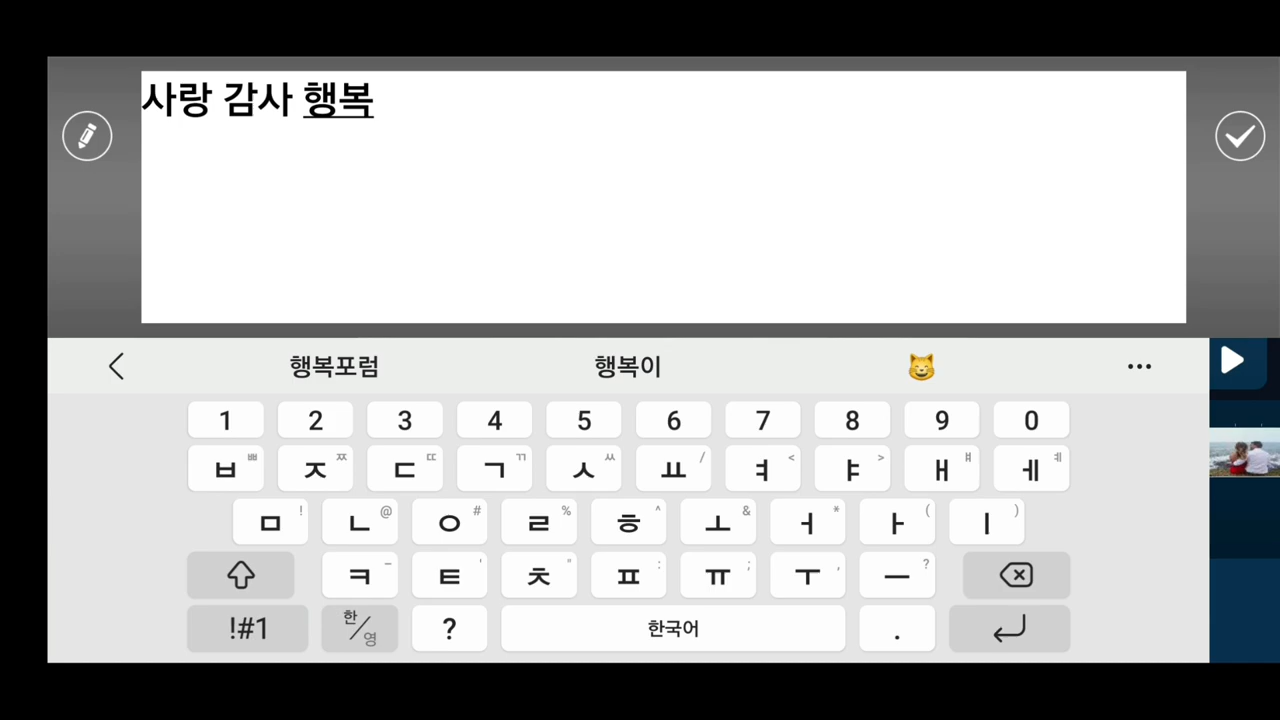 사랑 감사 행복
행복포럼 행복이 😸 •••
1 2 3 4 5 6 7 8 9 0
ㅂ ㅃ ㅈ ㅉ ㄷ ㄸ ㄱ ㄲ ㅅ ㅆ ㅛ / ㅕ < ㅑ > ㅐ ㅒ ㅔ ㅖ
ㅁ ! ㄴ @ ㅇ # ㄹ % ㅎ ^ ㅗ & ㅓ * ㅏ ( ㅣ )
ㅋ - ㅌ ' ㅊ " ㅍ : ㅠ ; ㅜ , ㅡ ?
!#1 한/영 ? 한국어 .